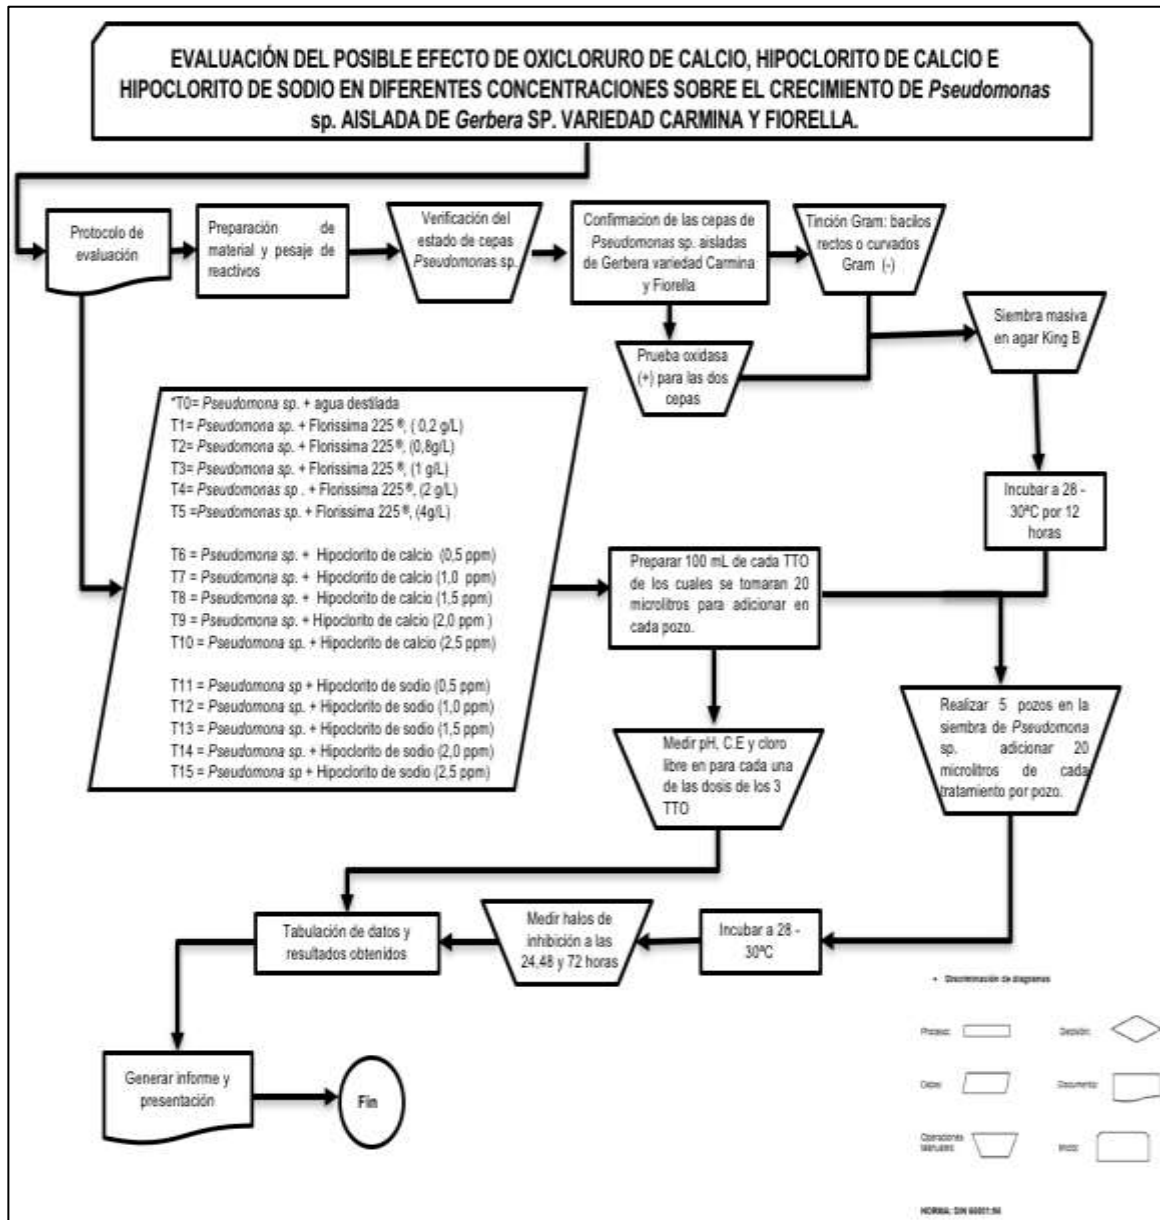 EVALUACIÓN DEL POSIBLE EFECTO DE OXICLORURO DE CALCIO, HIPOCLORITO DE CALCIO E
HIPOCLORITO DE SODIO EN DIFERENTES CONCENTRACIONES SOBRE EL CRECIMIENTO DE Pseudomonas
sp. AISLADA DE Gerbera SP. VARIEDAD CARMINA Y FIORELLA.
Protocolo de
evaluación
Preparación de
material y pesaje de
reactivos
Verificación del
estado de cepas
Pseudomonas sp.
Confirmacion de las cepas de
Pseudomonas sp. aisladas
de Gerbera variedad Carmina
y Fiorella
Tinción Gram: bacilos
rectos o curvados
Gram (-)
Prueba oxidasa
(+) para las dos
cepas
Siembra masiva
en agar King B
Incubar a 28 -
30ºC por 12
horas
*T0= Pseudomona sp. + agua destilada
T1= Pseudomona sp. + Florissima 225 ®, ( 0,2 g/L)
T2= Pseudomona sp. + Florissima 225 ®, (0,8g/L)
T3= Pseudomona sp. + Florissima 225 ®, (1 g/L)
T4= Pseudomonas sp . + Florissima 225 ®, (2 g/L)
T5 =Pseudomonas sp. + Florissima 225 ®, (4g/L)
T6 = Pseudomona sp. + Hipoclorito de calcio (0,5 ppm)
T7 = Pseudomona sp. + Hipoclorito de calcio (1,0 ppm)
T8 = Pseudomona sp. + Hipoclorito de calcio (1,5 ppm)
T9 = Pseudomona sp. + Hipoclorito de calcio (2,0 ppm )
T10 = Pseudomona sp. + Hipoclorito de calcio (2,5 ppm)
T11 = Pseudomona sp + Hipoclorito de sodio (0,5 ppm)
T12 = Pseudomona sp. + Hipoclorito de sodio (1,0 ppm)
T13 = Pseudomona sp. + Hipoclorito de sodio (1,5 ppm)
T14 = Pseudomona sp. + Hipoclorito de sodio (2,0 ppm)
T15 = Pseudomona sp + Hipoclorito de sodio (2,5 ppm)
Preparar 100 mL de cada TTO
de los cuales se tomaran 20
microlitros para adicionar en
cada pozo.
Medir pH, C.E y cloro
libre en para cada una
de las dosis de los 3
TTO
Realizar 5 pozos en la
siembra de Pseudomona
sp. adicionar 20
microlitros de cada
tratamiento por pozo.
Incubar a 28 -
30ºC
Medir halos de
inhibición a las
24,48 y 72 horas
Tabulación de datos y
resultados obtenidos
Generar informe y
presentación
Fin
• Discriminación de diagramas
Proceso:
Decisión:
Datos:
Documento:
Operaciones
Manuales:
Inicio: